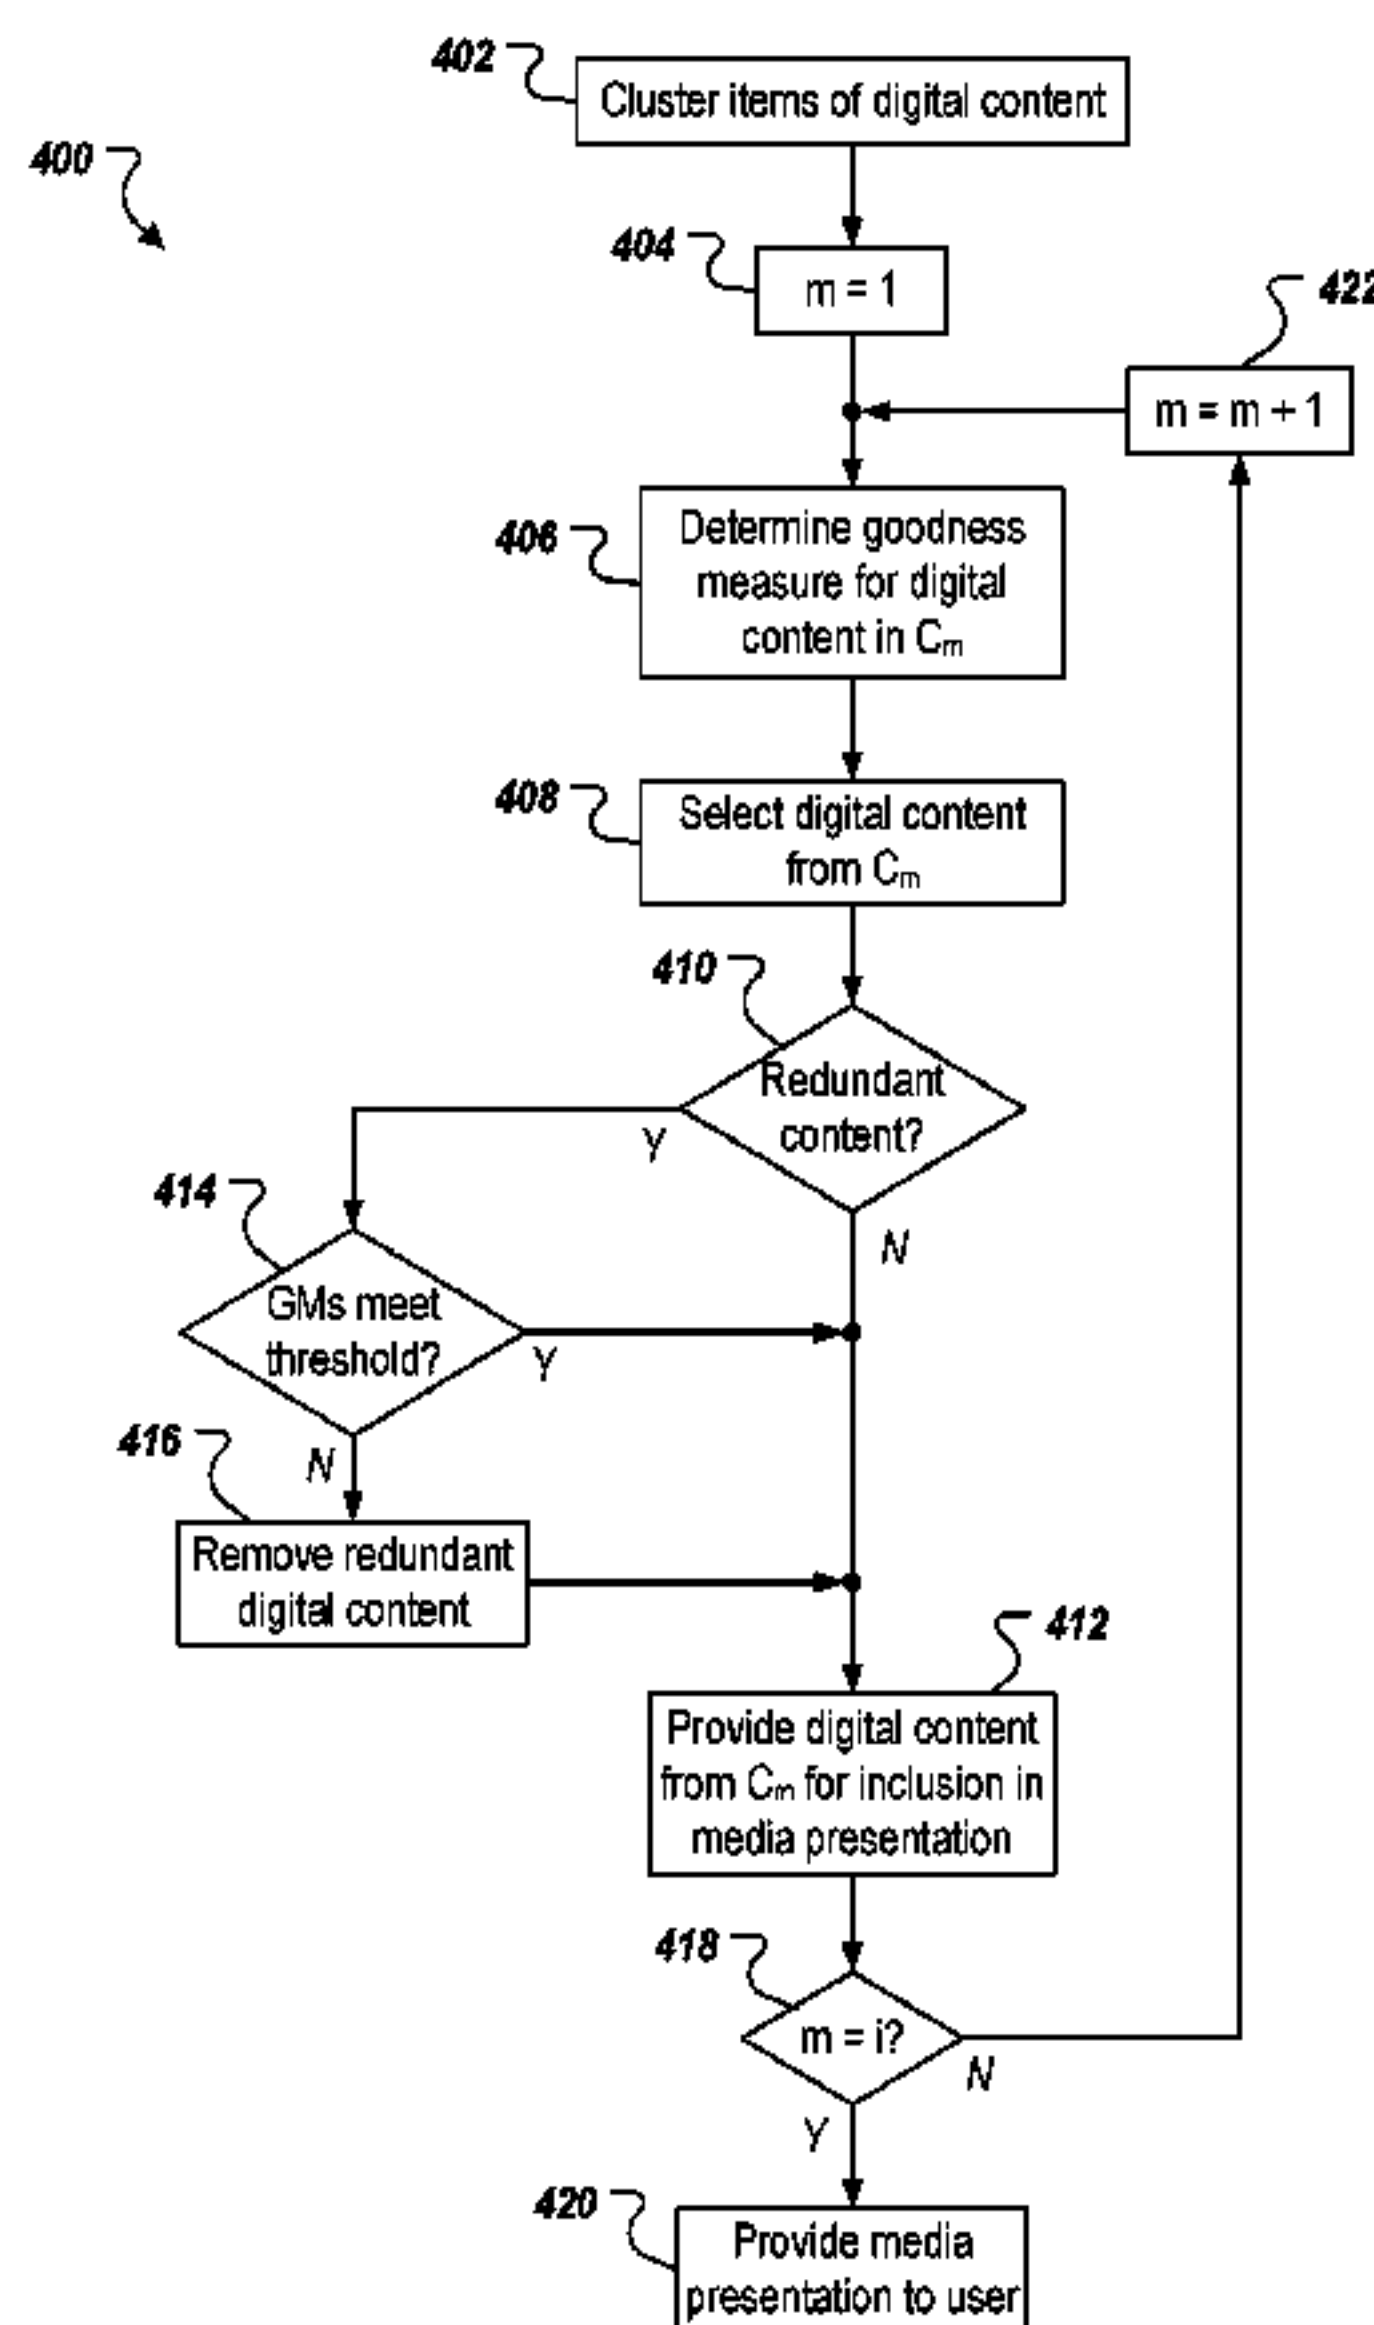 402
Cluster items of digital content
400
404
m = 1
422
m = m + 1
406
Determine goodness
measure for digital
content in Cm
408
Select digital content
from Cm
410
Redundant
content?
Y
N
414
GMs meet
threshold?
Y
N
416
Remove redundant
digital content
412
Provide digital content
from Cm for inclusion in
media presentation
418
m = i?
N
Y
420
Provide media
presentation to user